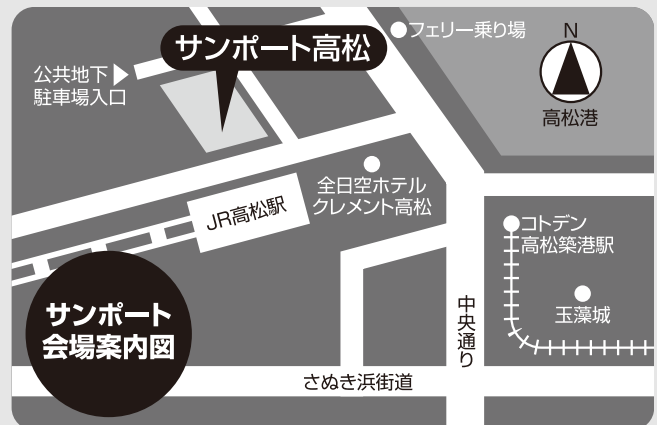 サンポート高松
フェリー乗り場
N
高松港
公共地下
駐車場入口
全日空ホテル
クレメント高松
JR高松駅
コトデン
高松築港駅
玉藻城
中央通り
サンポート
会場案内図
さぬき浜街道